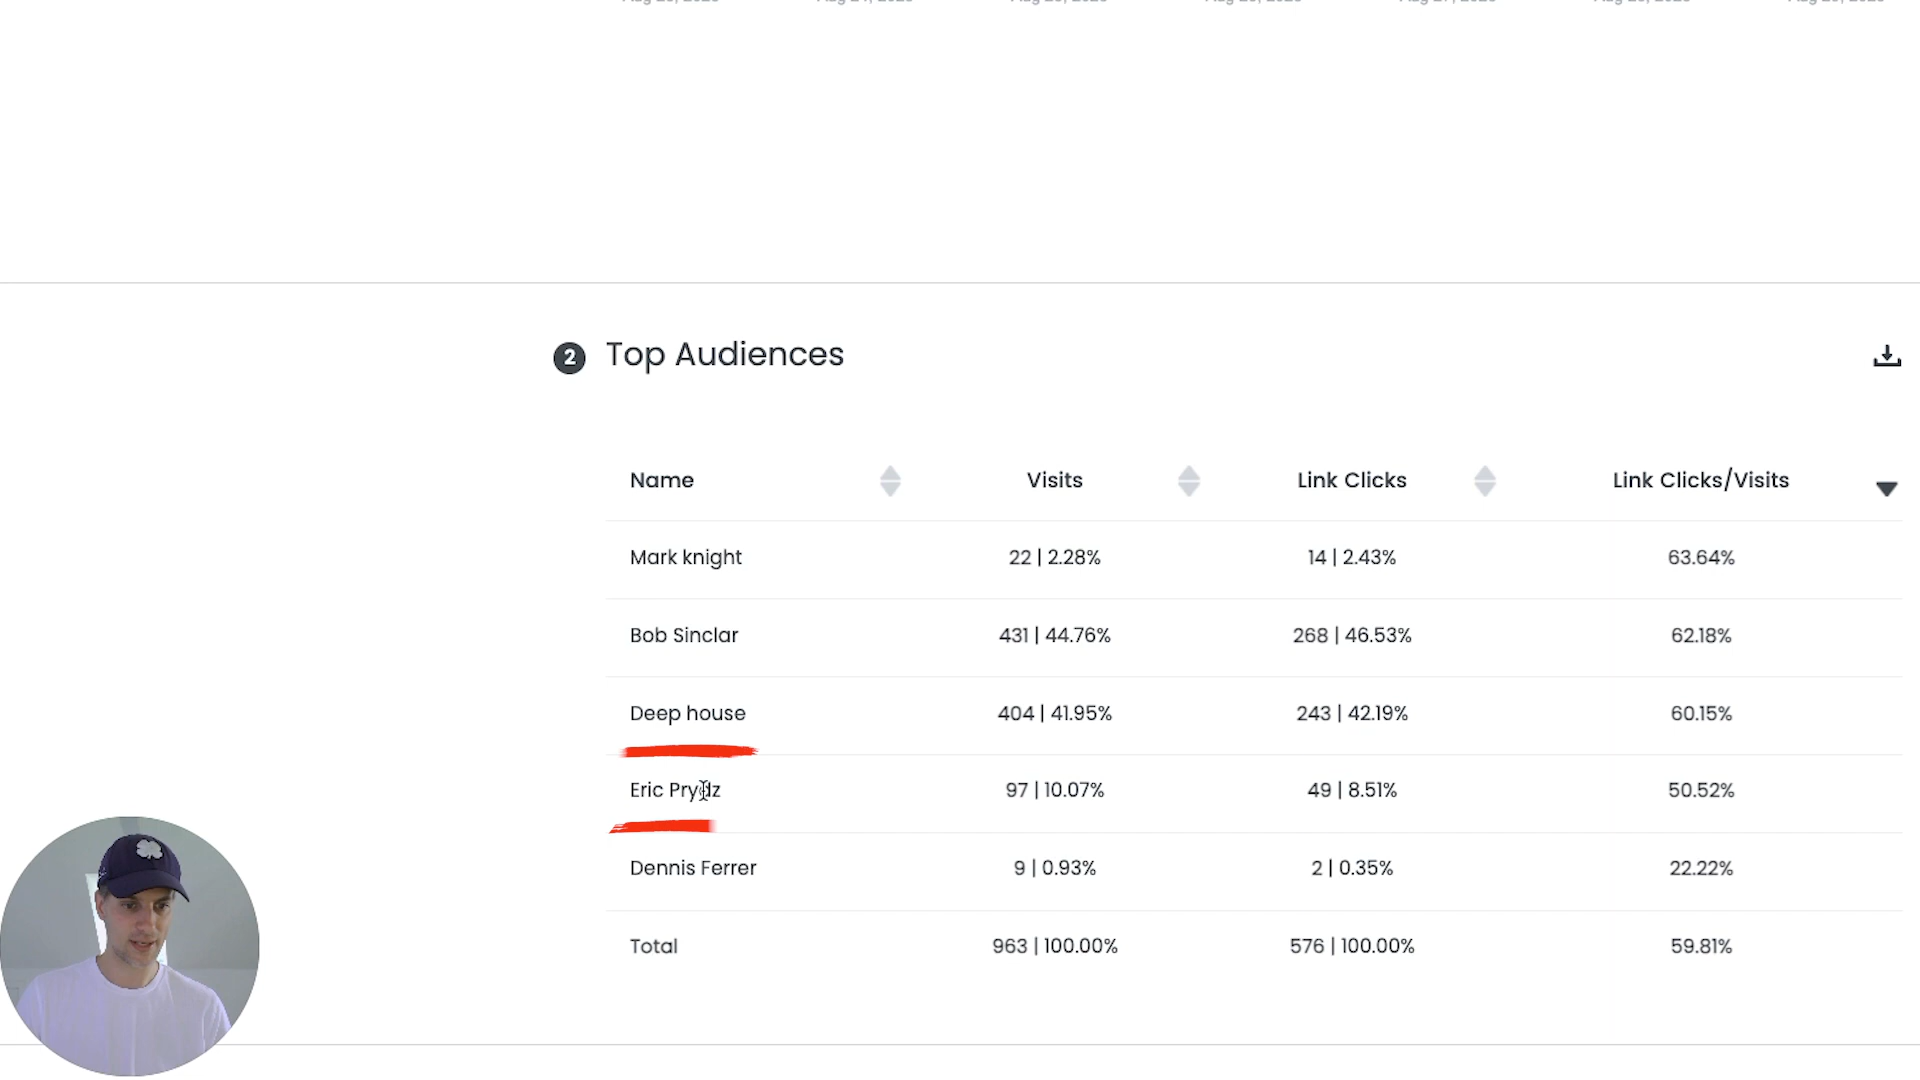 2 Top Audiences
Name Visits Link Clicks Link Clicks/Visits
Mark knight 22 | 2.28% 14 | 2.43% 63.64%
Bob Sinclar 431 | 44.76% 268 | 46.53% 62.18%
Deep house 404 | 41.95% 243 | 42.19% 60.15%
Eric Prydz 97 | 10.07% 49 | 8.51% 50.52%
Dennis Ferrer 9 | 0.93% 2 | 0.35% 22.22%
Total 963 | 100.00% 576 | 100.00% 59.81%